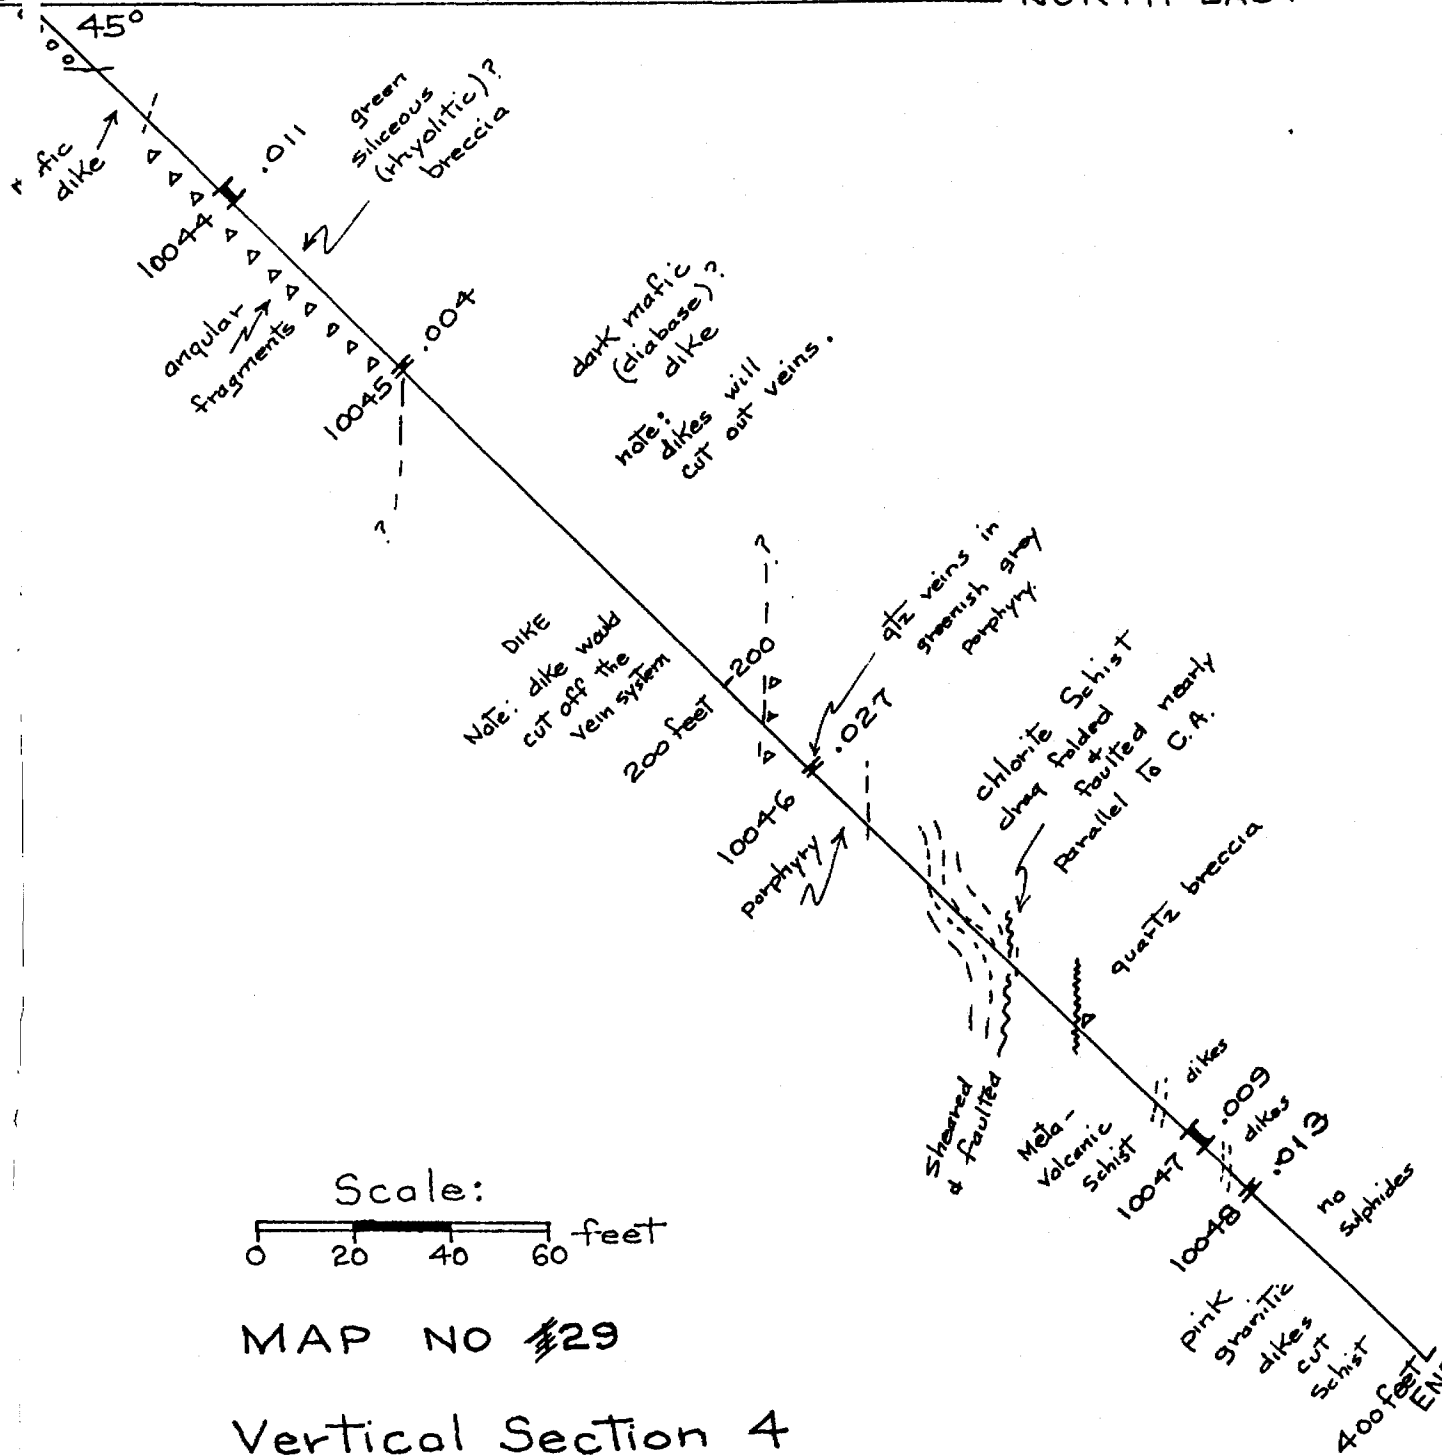 NORTH EAST
45°
dike
.011
10044
green
siliceous
(rhyolitic)?
breccia
angular
fragments
.004
10045
?
dark mafic
(diabase)?
dike
note:
dikes will
cut out veins.
DIKE
Note: dike would
cut off the
vein system
?
200
200 feet
qtz veins in
greenish grey
porphyry.
.027
10046
porphyry
chlorite Schist
drag folded
&
faulted nearly
parallel to C.A.
quartz breccia
sheared
& faulted
Meta-
Volcanic
Schist
dikes
.009
10047
dikes
.013
10048
no
sulphides
pink
granitic
dikes
cut
schist
400 feet
Scale:
0 20 40 60 feet
MAP NO #29
Vertical Section 4